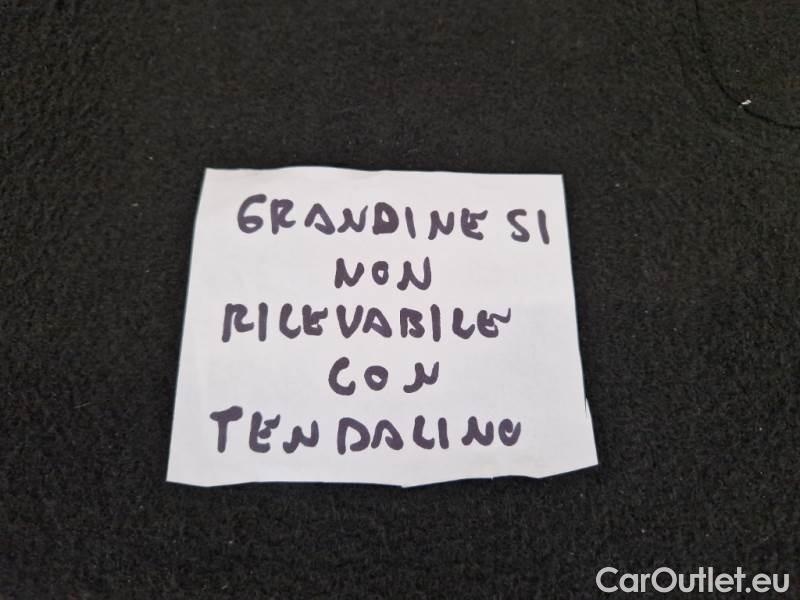 GRANDINE SI
NON
RILEVABILE
CON
TENDALINO
CarOutlet.eu